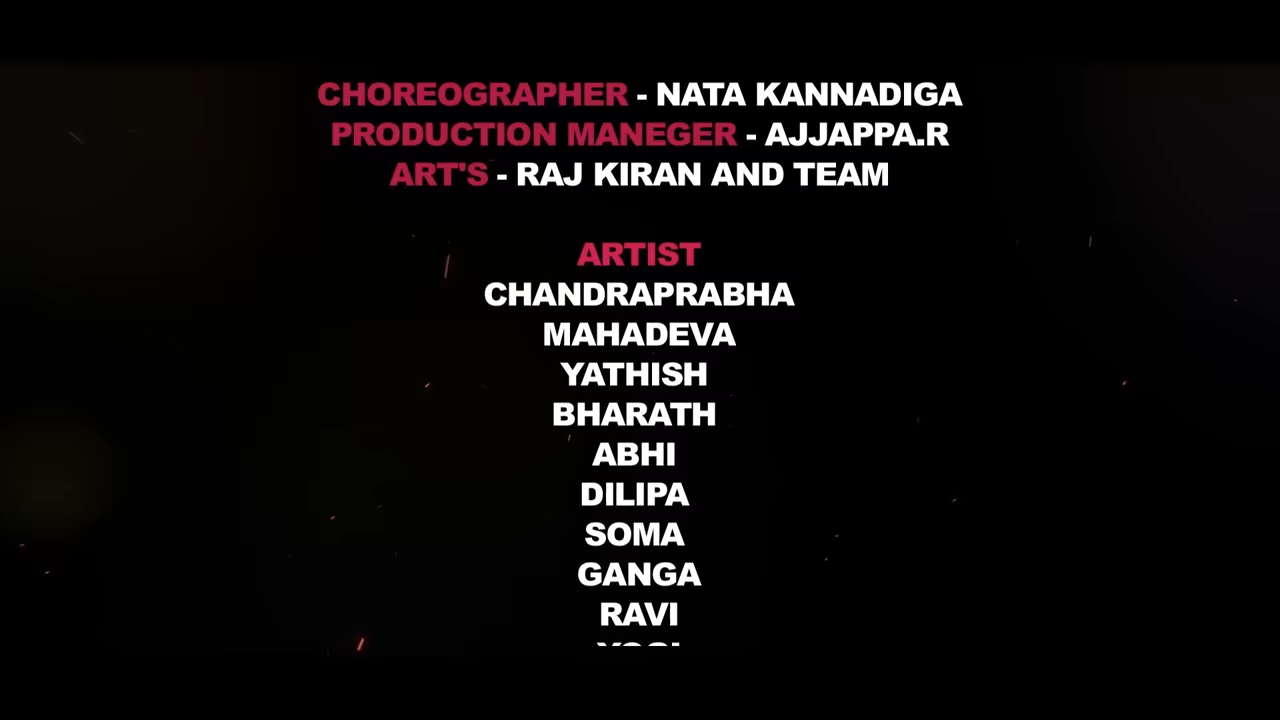 CHOREOGRAPHER - NATA KANNADIGA
PRODUCTION MANEGER - AJJAPPA.R
ART'S - RAJ KIRAN AND TEAM
ARTIST
CHANDRAPRABHA
MAHADEVA
YATHISH
BHARATH
ABHI
DILIPA
SOMA
GANGA
RAVI